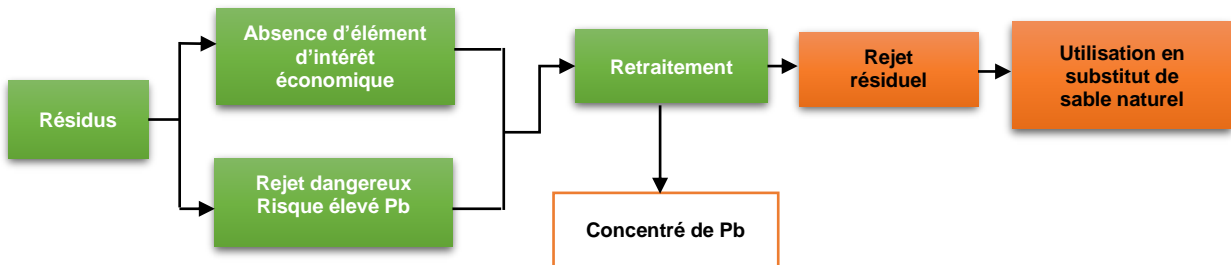 Résidus
Absence d'élément
d'intérêt
économique
Rejet dangereux
Risque élevé Pb
Retraitement
Concentré de Pb
Rejet
résiduel
Utilisation en
substitut de
sable naturel